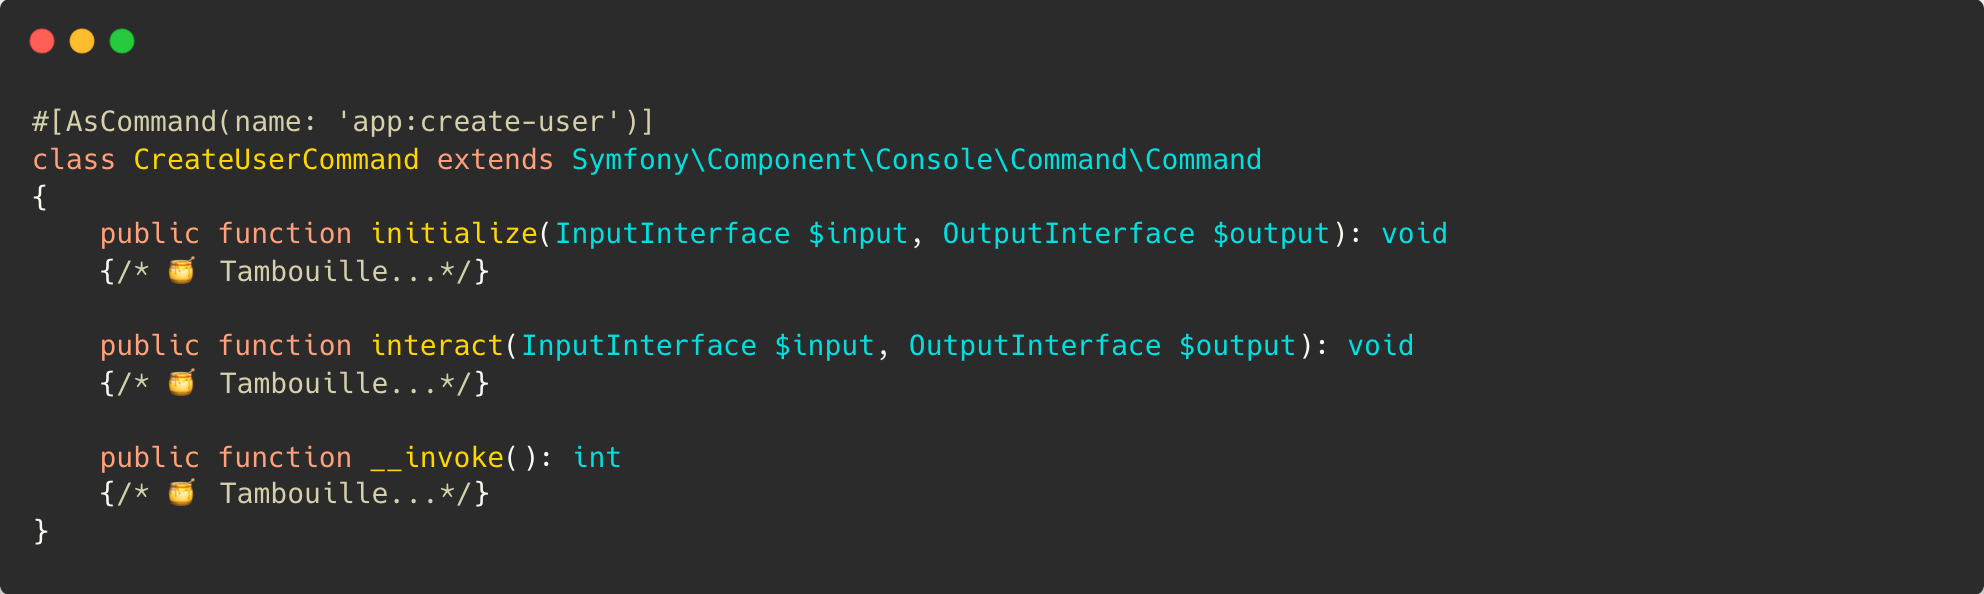 #[AsCommand(name: 'app:create-user')]
class CreateUserCommand extends Symfony\Component\Console\Command\Command
{
    public function initialize(InputInterface $input, OutputInterface $output): void
    {/* 🍯 Tambouille...*/}

    public function interact(InputInterface $input, OutputInterface $output): void
    {/* 🍯 Tambouille...*/}

    public function __invoke(): int
    {/* 🍯 Tambouille...*/}
}